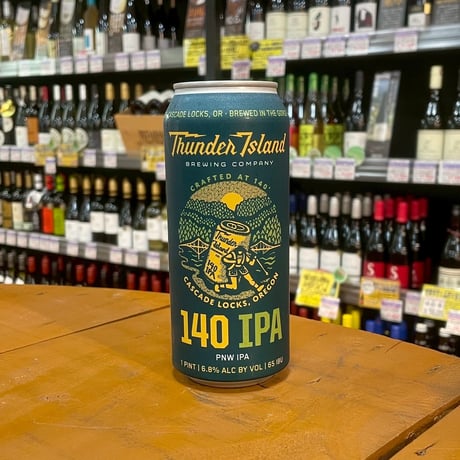 CASCADE LOCKS, OR · BREWED IN THE GORGE
Thunder Island
BREWING COMPANY
CRAFTED AT 140'
Thunder
Island
140
CASCADE LOCKS, OREGON
140 IPA
PNW IPA
1 PINT | 6.8% ALC BY VOL | 65 IBU